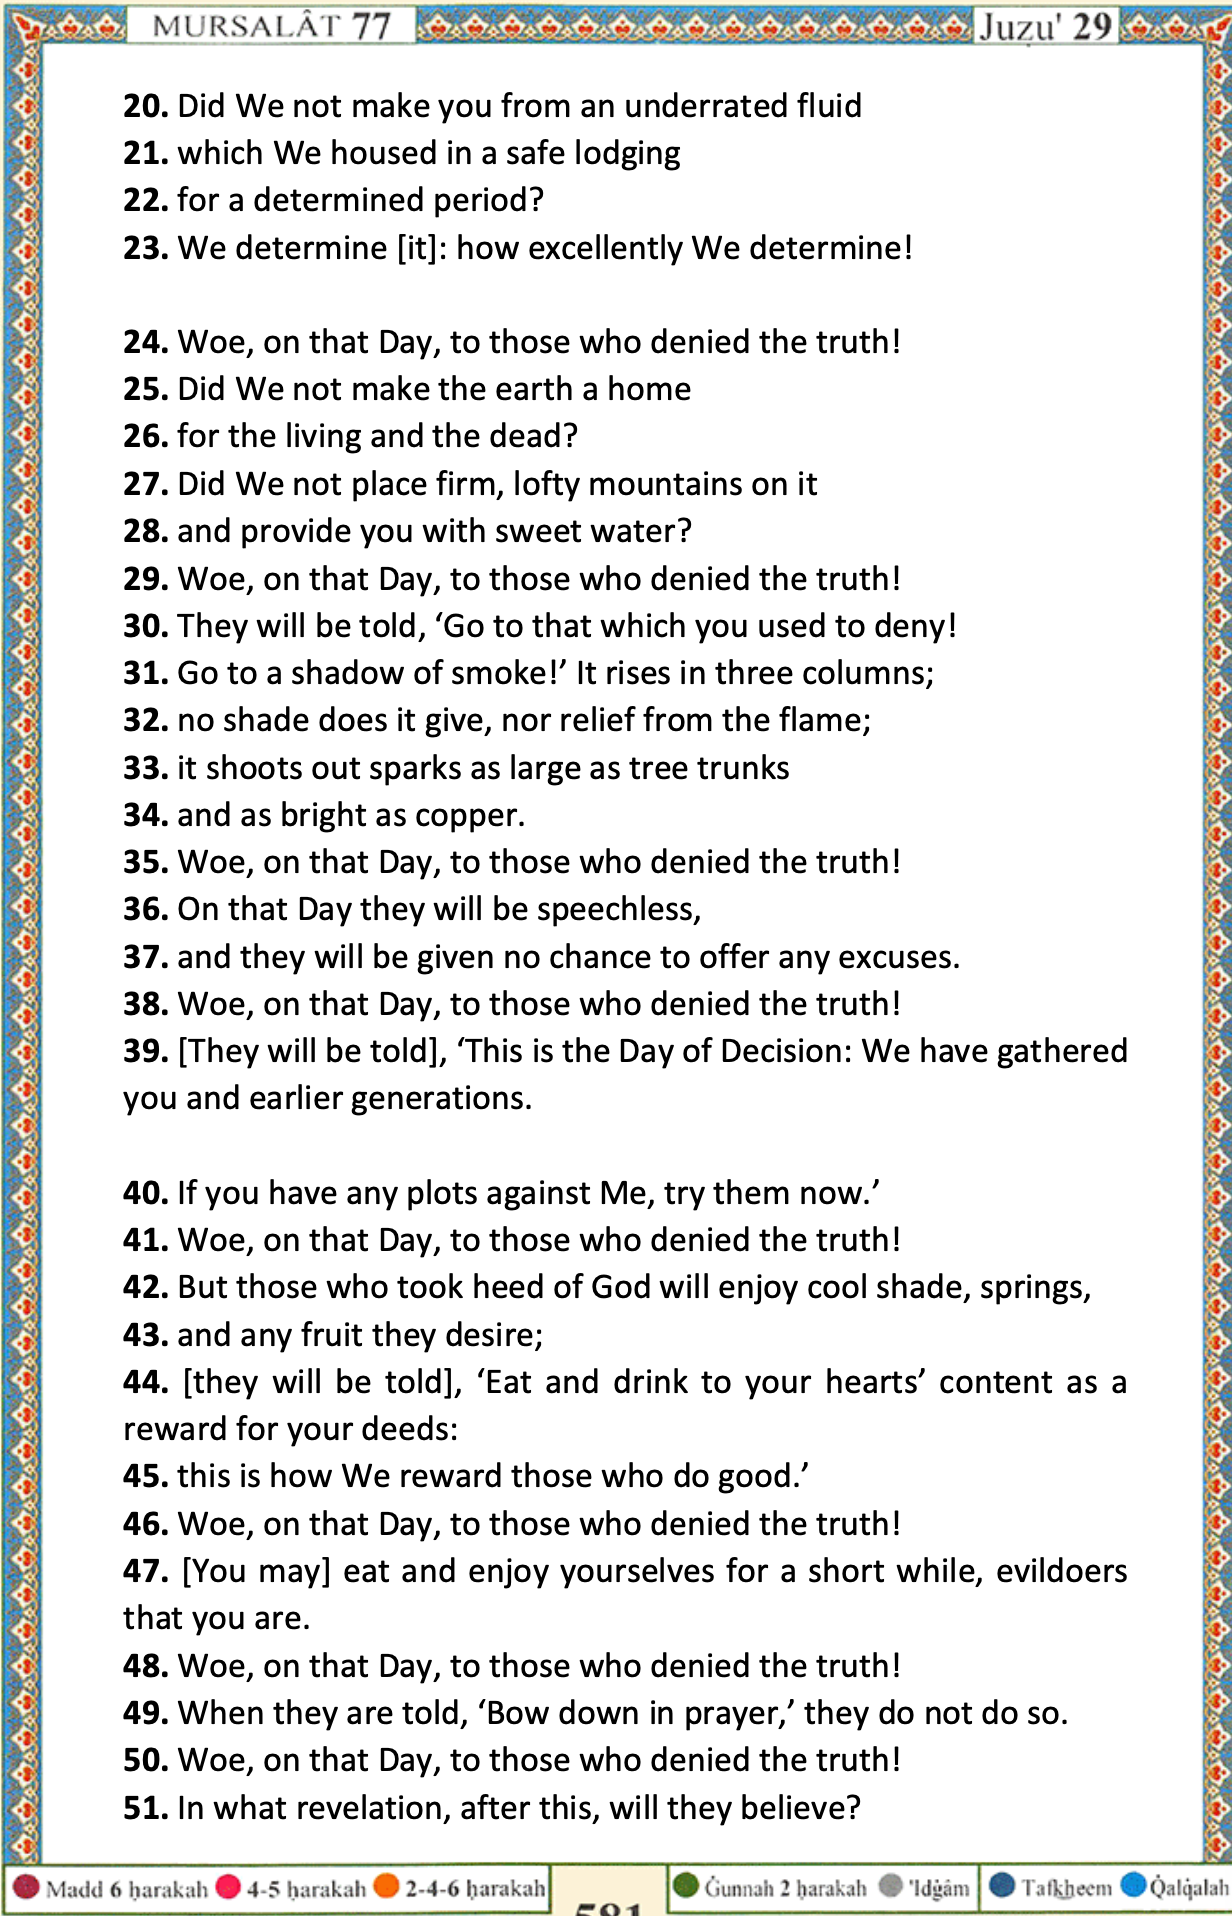 MURSALÂT 77
Juzu' 29
20. Did We not make you from an underrated fluid
21. which We housed in a safe lodging
22. for a determined period?
23. We determine [it]: how excellently We determine!
24. Woe, on that Day, to those who denied the truth!
25. Did We not make the earth a home
26. for the living and the dead?
27. Did We not place firm, lofty mountains on it
28. and provide you with sweet water?
29. Woe, on that Day, to those who denied the truth!
30. They will be told, ‘Go to that which you used to deny!
31. Go to a shadow of smoke!’ It rises in three columns;
32. no shade does it give, nor relief from the flame;
33. it shoots out sparks as large as tree trunks
34. and as bright as copper.
35. Woe, on that Day, to those who denied the truth!
36. On that Day they will be speechless,
37. and they will be given no chance to offer any excuses.
38. Woe, on that Day, to those who denied the truth!
39. [They will be told], ‘This is the Day of Decision: We have gathered
you and earlier generations.
40. If you have any plots against Me, try them now.’
41. Woe, on that Day, to those who denied the truth!
42. But those who took heed of God will enjoy cool shade, springs,
43. and any fruit they desire;
44. [they will be told], ‘Eat and drink to your hearts’ content as a
reward for your deeds:
45. this is how We reward those who do good.’
46. Woe, on that Day, to those who denied the truth!
47. [You may] eat and enjoy yourselves for a short while, evildoers
that you are.
48. Woe, on that Day, to those who denied the truth!
49. When they are told, ‘Bow down in prayer,’ they do not do so.
50. Woe, on that Day, to those who denied the truth!
51. In what revelation, after this, will they believe?
Madd 6 ḥarakah 4-5 ḥarakah 2-4-6 ḥarakah
Ġunnah 2 ḥarakah 'Idġâm Tafkheem Q̇alq̇alah